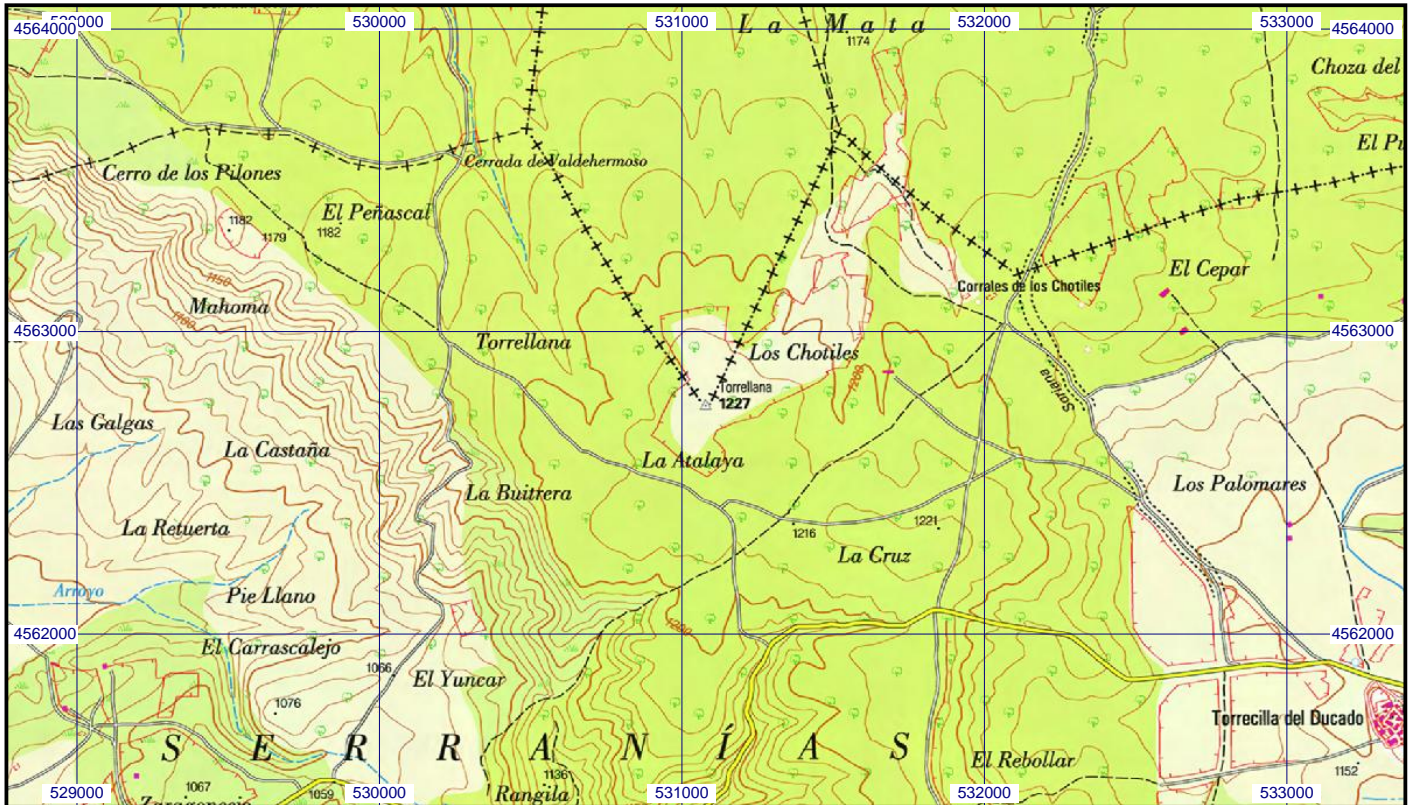 529000 530000 531000 532000 533000
4564000 4564000
La Mata
1174
Choza del
El Pu
Cerrada de Valdehermoso
Cerro de los Pilones
El Peñascal
1182
1179
1182
1150
El Cepar
Corrales de los Chotiles
Mahoma
1100
4563000 4563000
Torrellana
Los Chotiles
1200
Torrellana
1227
Soriana
Las Galgas
La Castaña
La Atalaya
La Buitrera
Los Palomares
La Retuerta
1216
1221
La Cruz
Arroyo
Pie Llano
1200
4562000 4562000
El Carrascalejo
1066
El Yuncar
1076
Torrecilla del Ducado
SERRANÍAS
El Rebollar
1152
1136
1067
1059
Rangila
529000 530000 531000 532000 533000